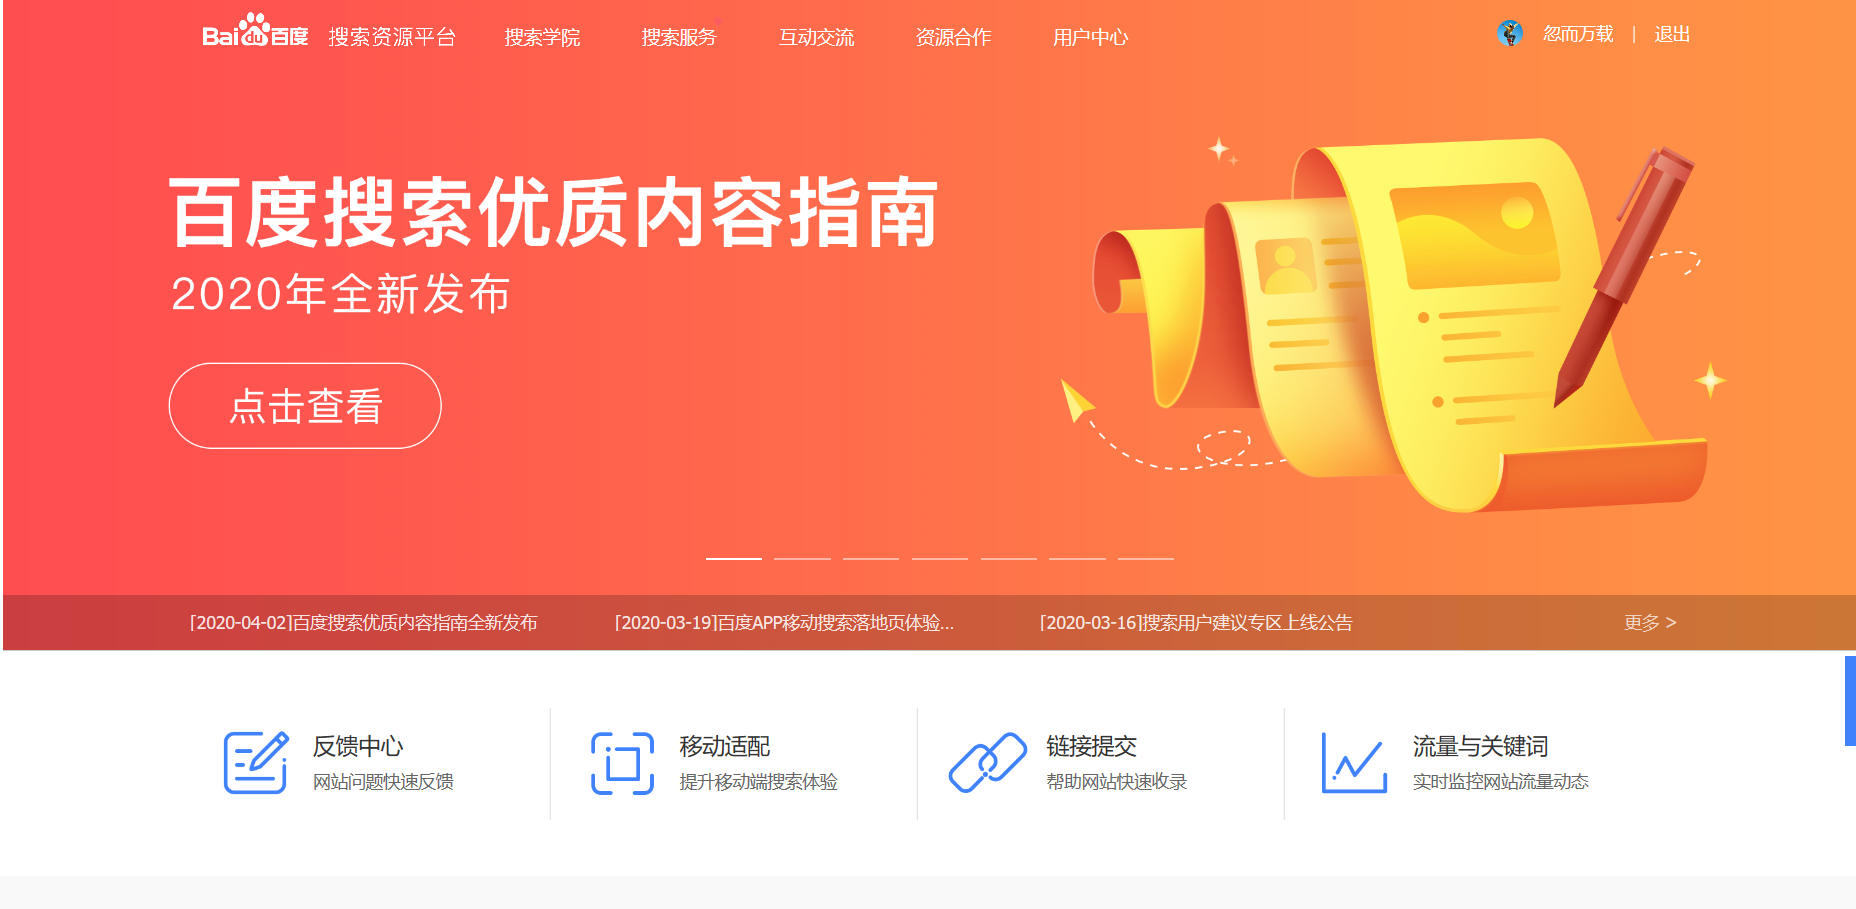 Bai du 百度 搜索资源平台 搜索学院 搜索服务 互动交流 资源合作 用户中心 忽而万载 | 退出
百度搜索优质内容指南
2020年全新发布
点击查看
[2020-04-02]百度搜索优质内容指南全新发布 [2020-03-19]百度APP移动搜索落地页体验... [2020-03-16]搜索用户建议专区上线公告 更多 >
反馈中心
网站问题快速反馈
移动适配
提升移动端搜索体验
链接提交
帮助网站快速收录
流量与关键词
实时监控网站流量动态